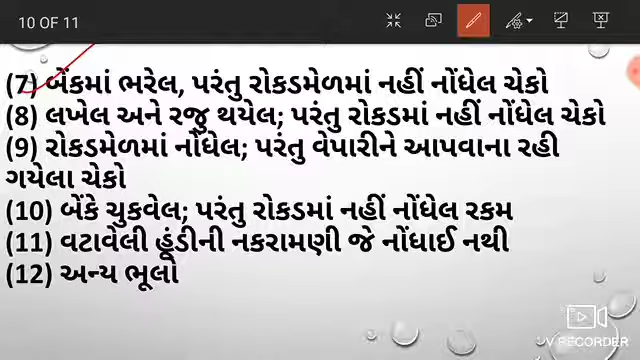 10 OF 11
(7) બેંકમાં ભરેલ, પરંતુ રોકડમેળમાં નહીં નોંધેલ ચેકો
(8) લખેલ અને રજુ થયેલ; પરંતુ રોકડમાં નહીં નોંધેલ ચેકો
(9) રોકડમેળમાં નોંધેલ; પરંતુ વેપારીને આપવાના રહી
ગયેલા ચેકો
(10) બેંકે ચુકવેલ; પરંતુ રોકડમાં નહીં નોંધેલ રકમ
(11) વટાવેલી હૂંડીની નકરામણી જે નોંધાઈ નથી
(12) અન્ય ભૂલો
V RECORDER